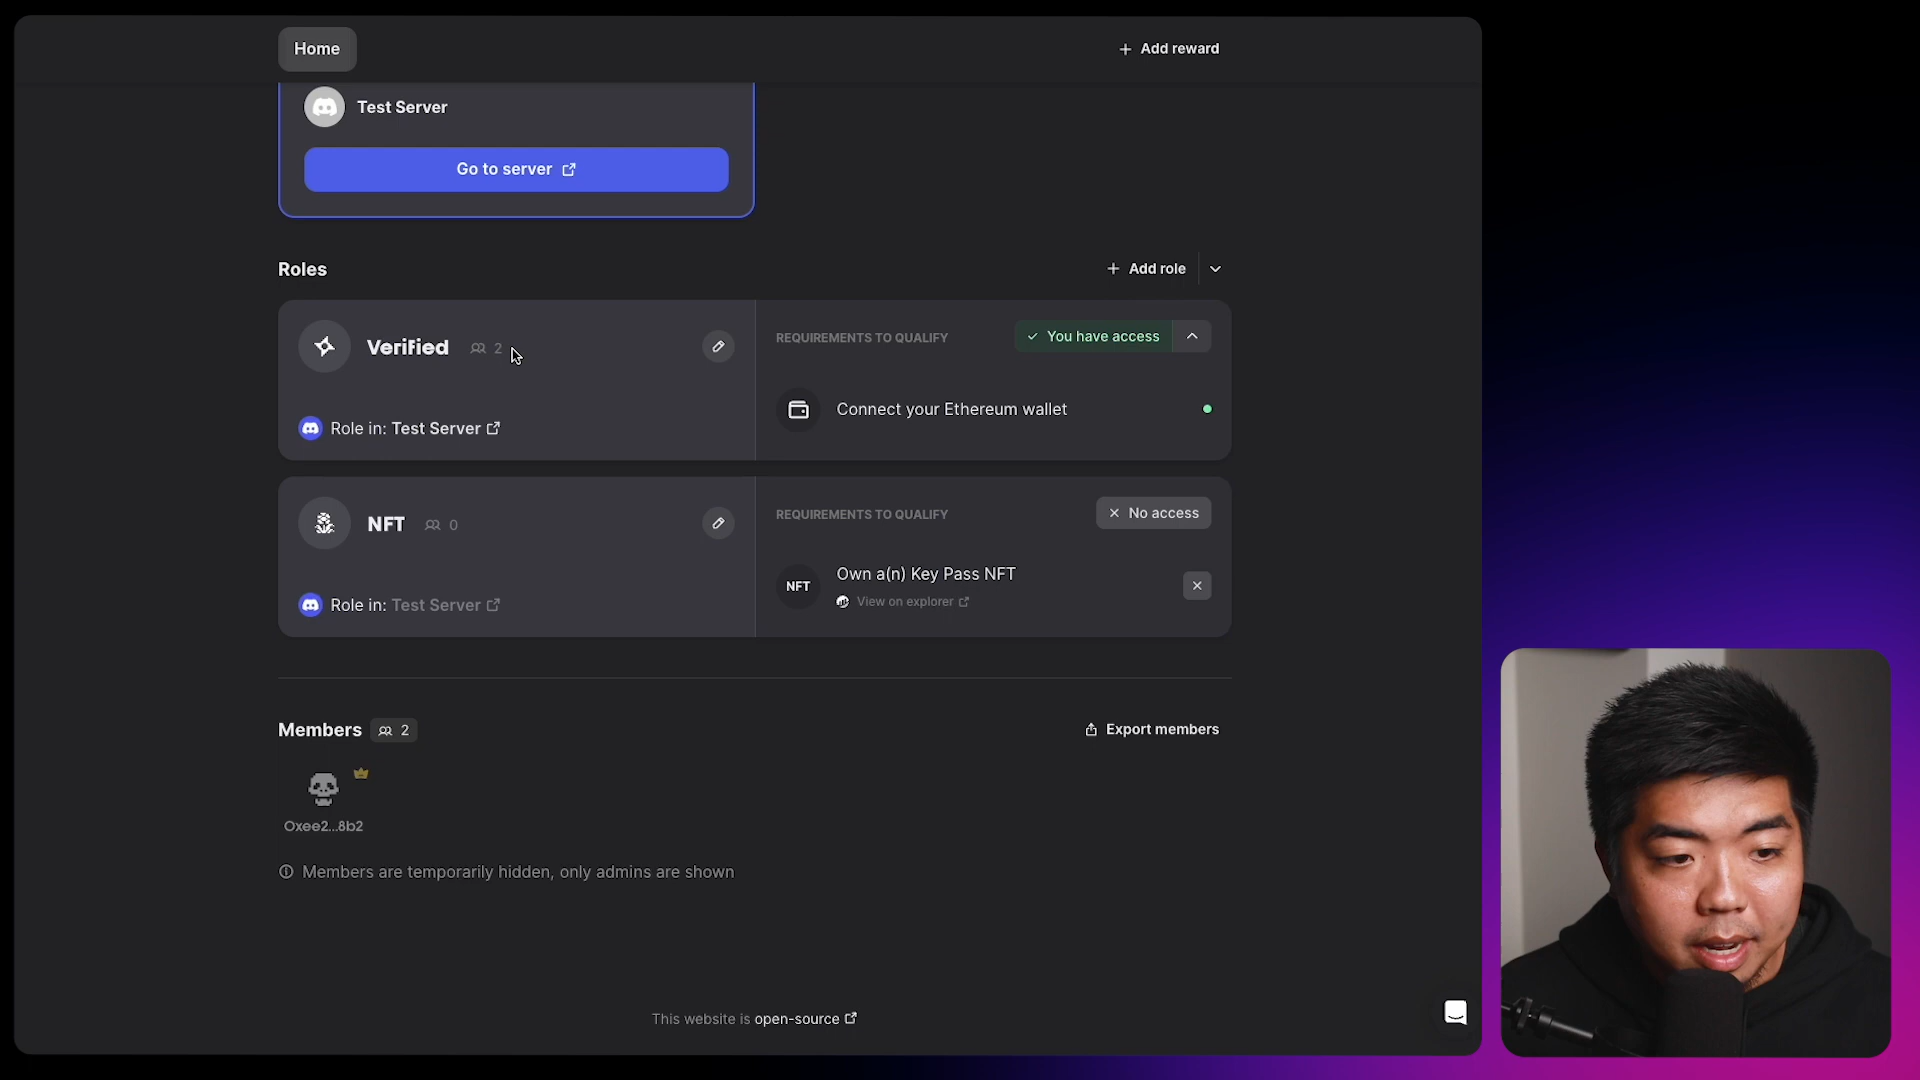 Home
Add reward
Test Server
Go to server
Roles
Add role
Verified 2
REQUIREMENTS TO QUALIFY
You have access
Connect your Ethereum wallet
Role in: Test Server
NFT 0
REQUIREMENTS TO QUALIFY
No access
NFT
Own a(n) Key Pass NFT
View on explorer
Role in: Test Server
Members 2
Export members
0xee2...8b2
Members are temporarily hidden, only admins are shown
This website is open-source